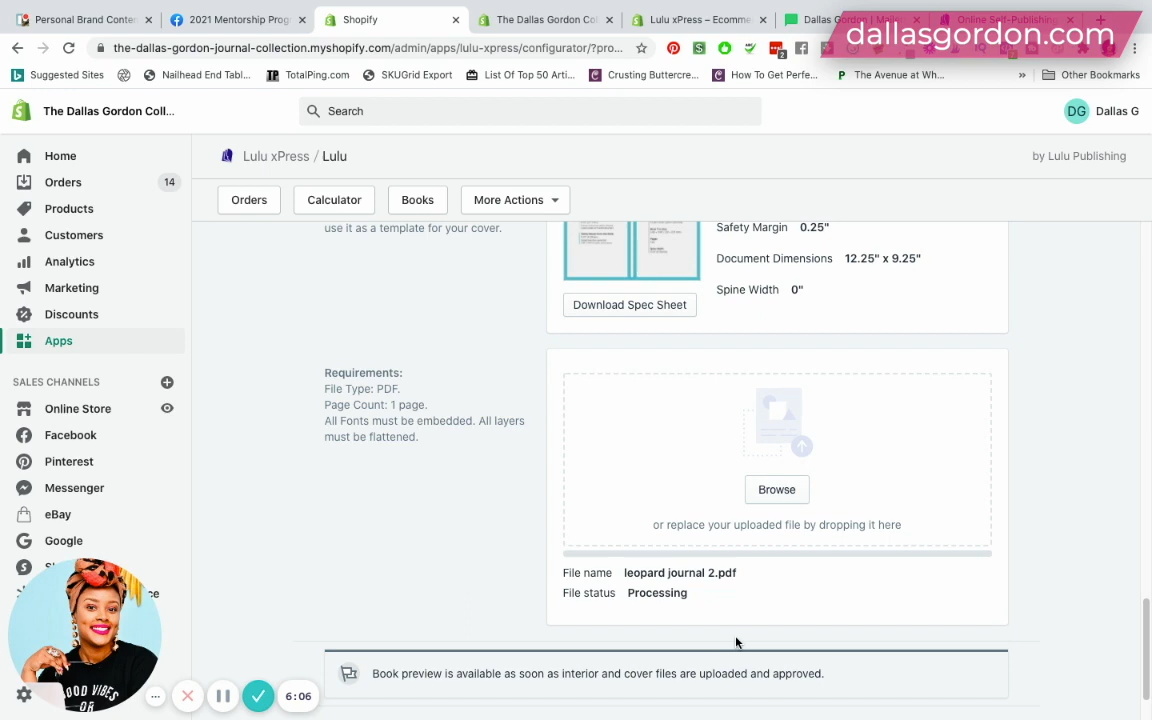 Personal Brand Conte
2021 Mentorship Prog
Shopify
The Dallas Gordon Co
Lulu xPress – Ecomme
Dallas Gordon | Maile
Online Self-Publishing
dallasgordon.com
the-dallas-gordon-journal-collection.myshopify.com/admin/apps/lulu-xpress/configurator/?pro...
Suggested Sites
Nailhead End Tabl...
TotalPing.com
SKUGrid Export
List Of Top 50 Arti...
Crusting Buttercre...
How To Get Perfe...
The Avenue at Wh...
Other Bookmarks
The Dallas Gordon Coll...
Search
DG
Dallas G
Home
Orders
14
Products
Customers
Analytics
Marketing
Discounts
Apps
SALES CHANNELS
Online Store
Facebook
Pinterest
Messenger
eBay
Google
GOOD VIBES
OR
6:06
Lulu xPress / Lulu
by Lulu Publishing
Orders
Calculator
Books
More Actions
use it as a template for your cover.
Safety Margin 0.25"
Document Dimensions 12.25" x 9.25"
Spine Width 0"
Download Spec Sheet
Requirements:
File Type: PDF.
Page Count: 1 page.
All Fonts must be embedded. All layers
must be flattened.
Browse
or replace your uploaded file by dropping it here
File name leopard journal 2.pdf
File status Processing
Book preview is available as soon as interior and cover files are uploaded and approved.